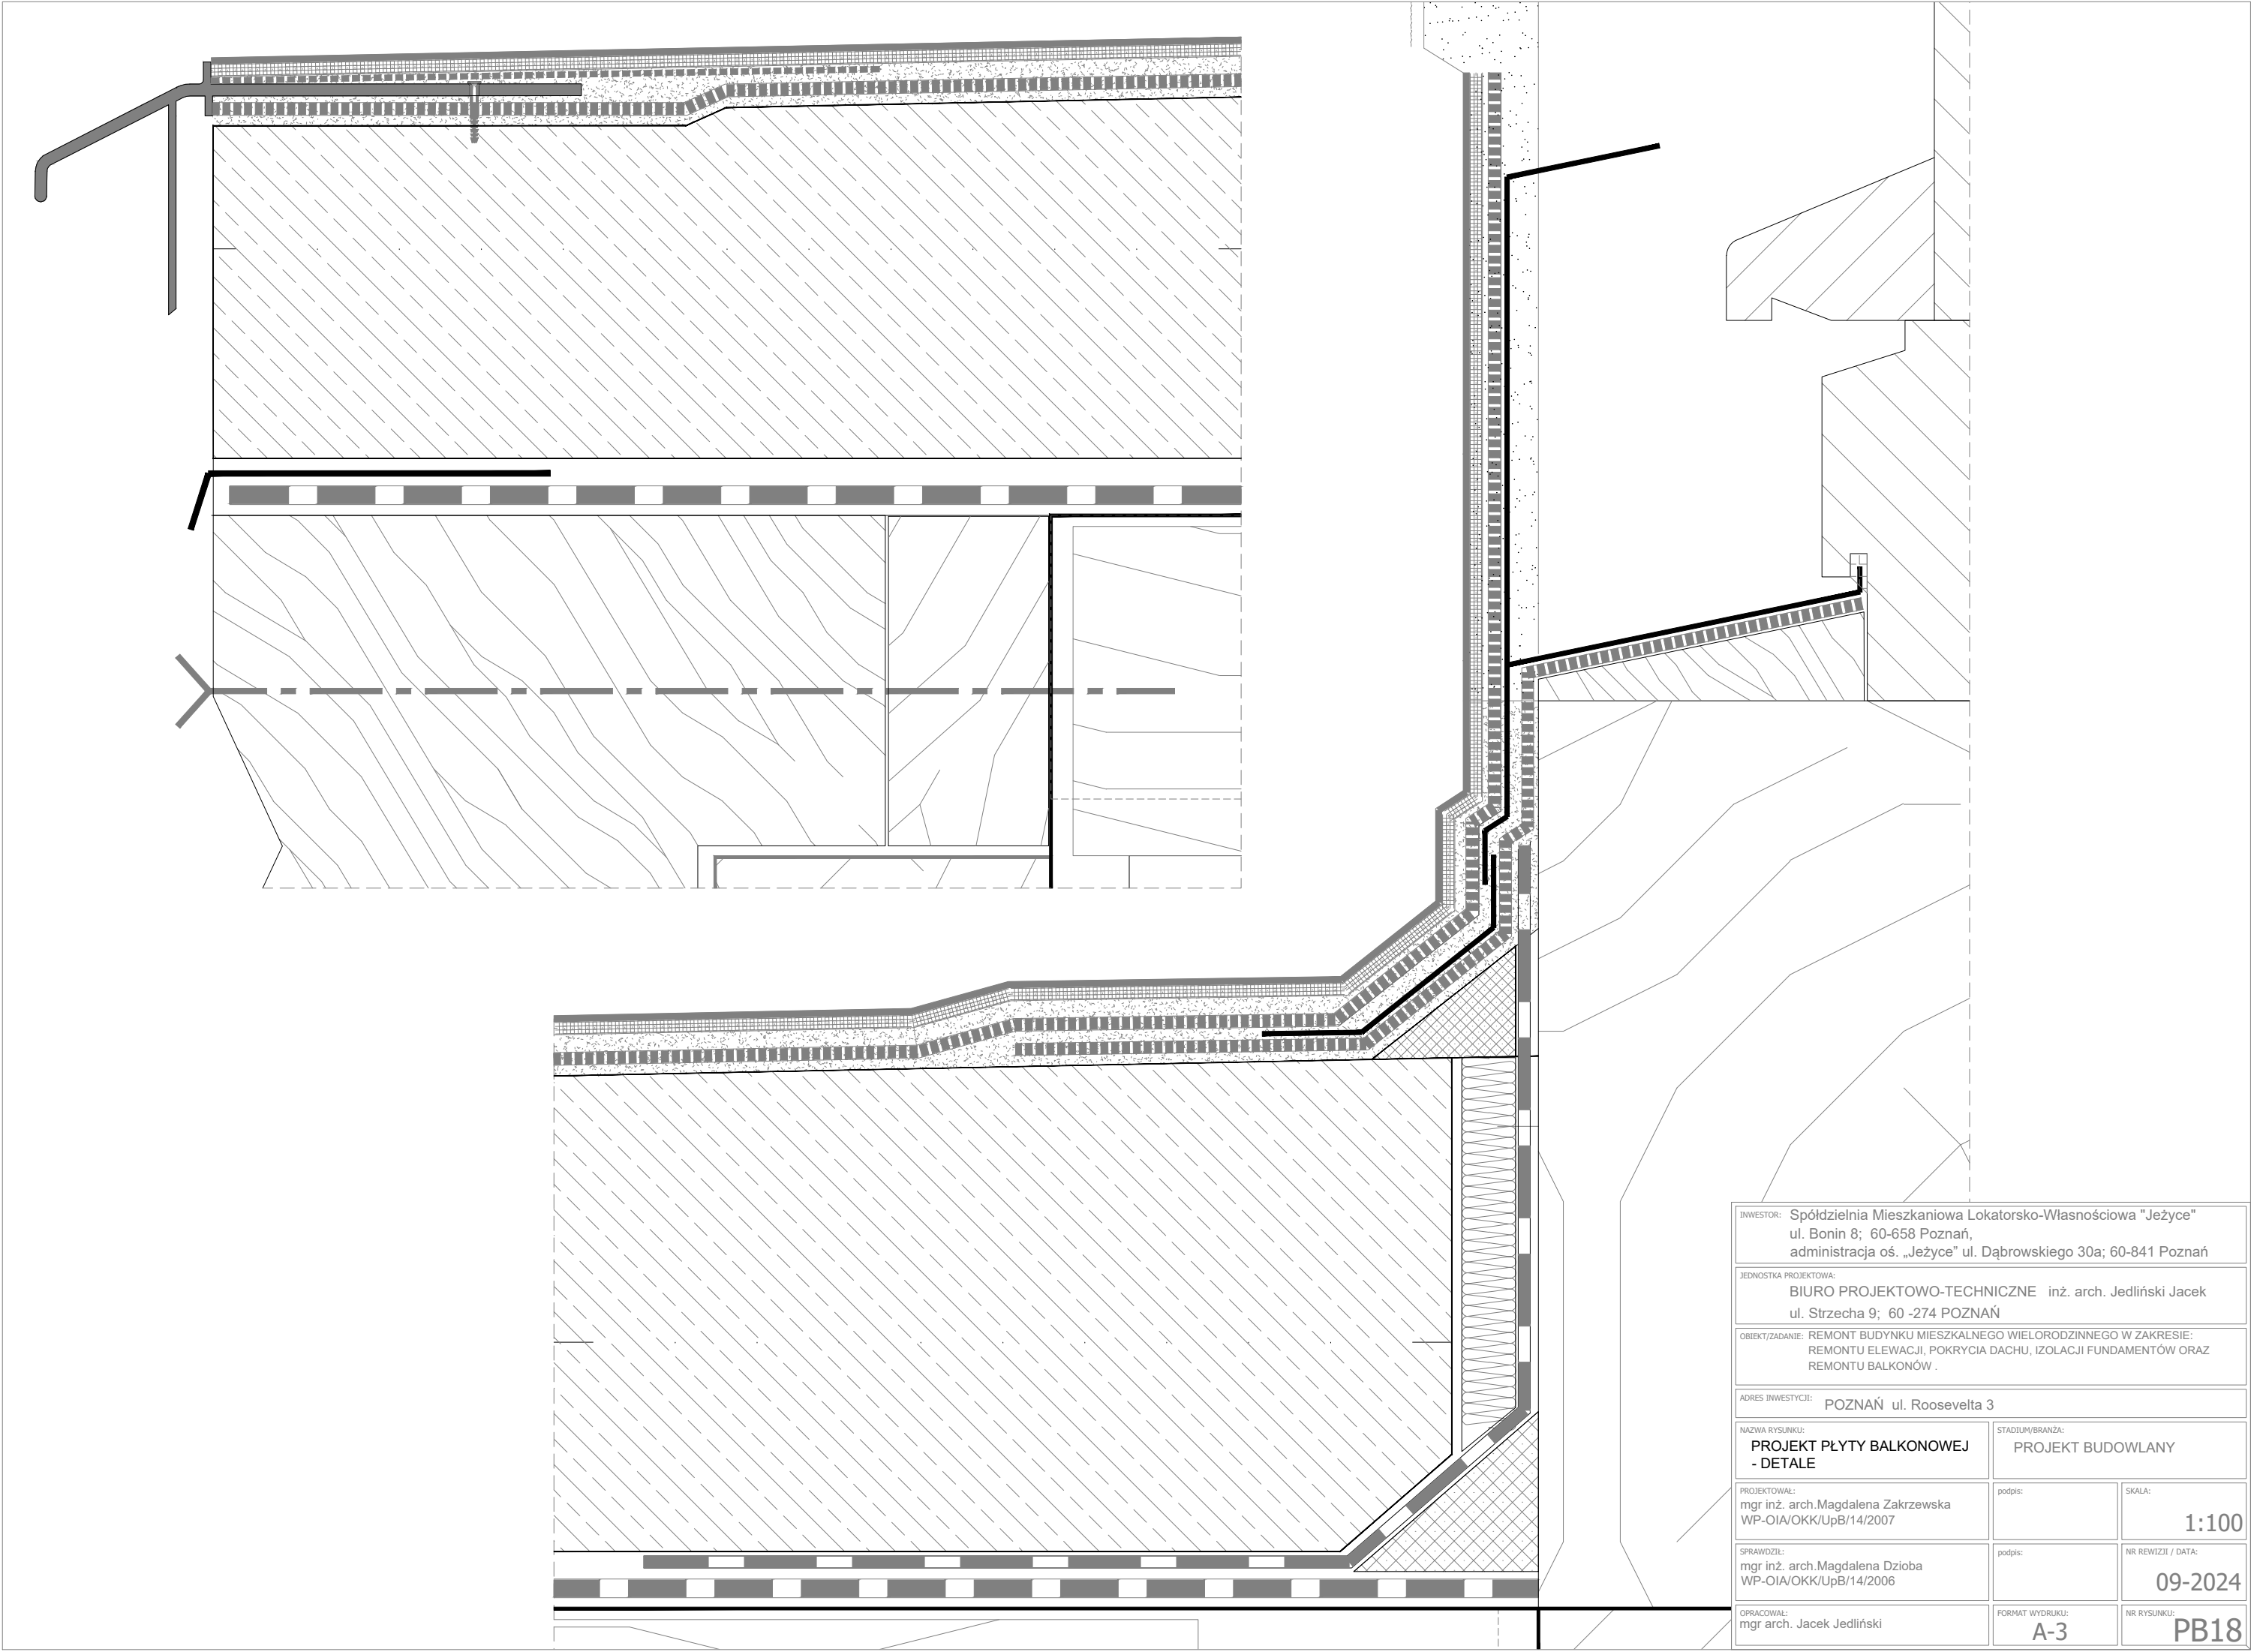 INWESTOR: Spółdzielnia Mieszkaniowa Lokatorsko-Własnościowa "Jeżyce"
ul. Bonin 8; 60-658 Poznań,
administracja oś. „Jeżyce” ul. Dąbrowskiego 30a; 60-841 Poznań
JEDNOSTKA PROJEKTOWA:
BIURO PROJEKTOWO-TECHNICZNE inż. arch. Jedliński Jacek
ul. Strzecha 9; 60 -274 POZNAŃ
OBIEKT/ZADANIE: REMONT BUDYNKU MIESZKALNEGO WIELORODZINNEGO W ZAKRESIE:
REMONTU ELEWACJI, POKRYCIA DACHU, IZOLACJI FUNDAMENTÓW ORAZ
REMONTU BALKONÓW .
ADRES INWESTYCJI: POZNAŃ ul. Roosevelta 3
NAZWA RYSUNKU:
PROJEKT PŁYTY BALKONOWEJ
- DETALE
STADIUM/BRANŻA:
PROJEKT BUDOWLANY
PROJEKTOWAŁ:
mgr inż. arch.Magdalena Zakrzewska
WP-OIA/OKK/UpB/14/2007
podpis:
SKALA:
1:100
SPRAWDZIŁ:
mgr inż. arch.Magdalena Dzioba
WP-OIA/OKK/UpB/14/2006
podpis:
NR REWIZJI / DATA:
09-2024
OPRACOWAŁ:
mgr arch. Jacek Jedliński
FORMAT WYDRUKU:
A-3
NR RYSUNKU:
PB18